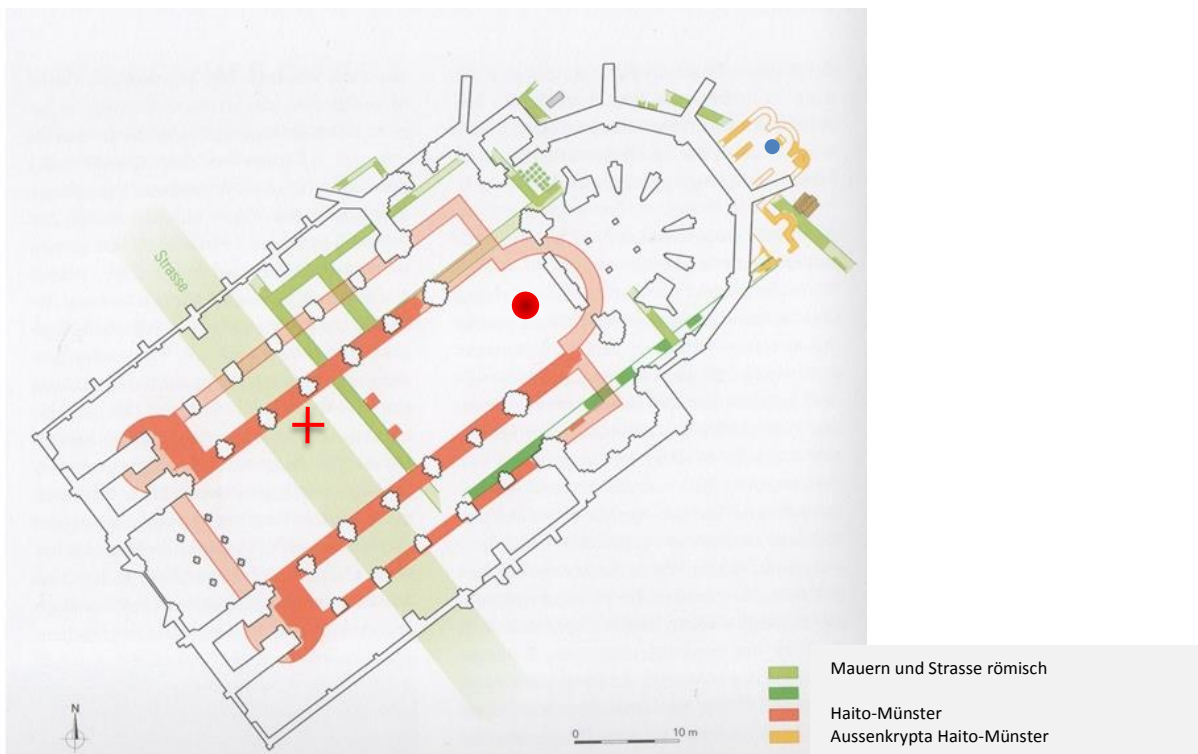 Strasse
N
0
10 m
Mauern und Strasse römisch
Haito-Münster
Aussenkrypta Haito-Münster